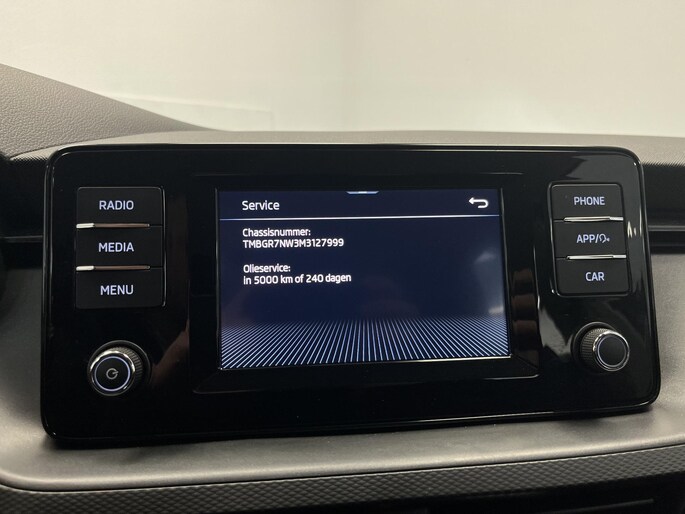 RADIO
MEDIA
MENU
Service
Chassisnummer:
TMBGR7NW3M3127999
Olieservice:
in 5000 km of 240 dagen
PHONE
APP/
CAR